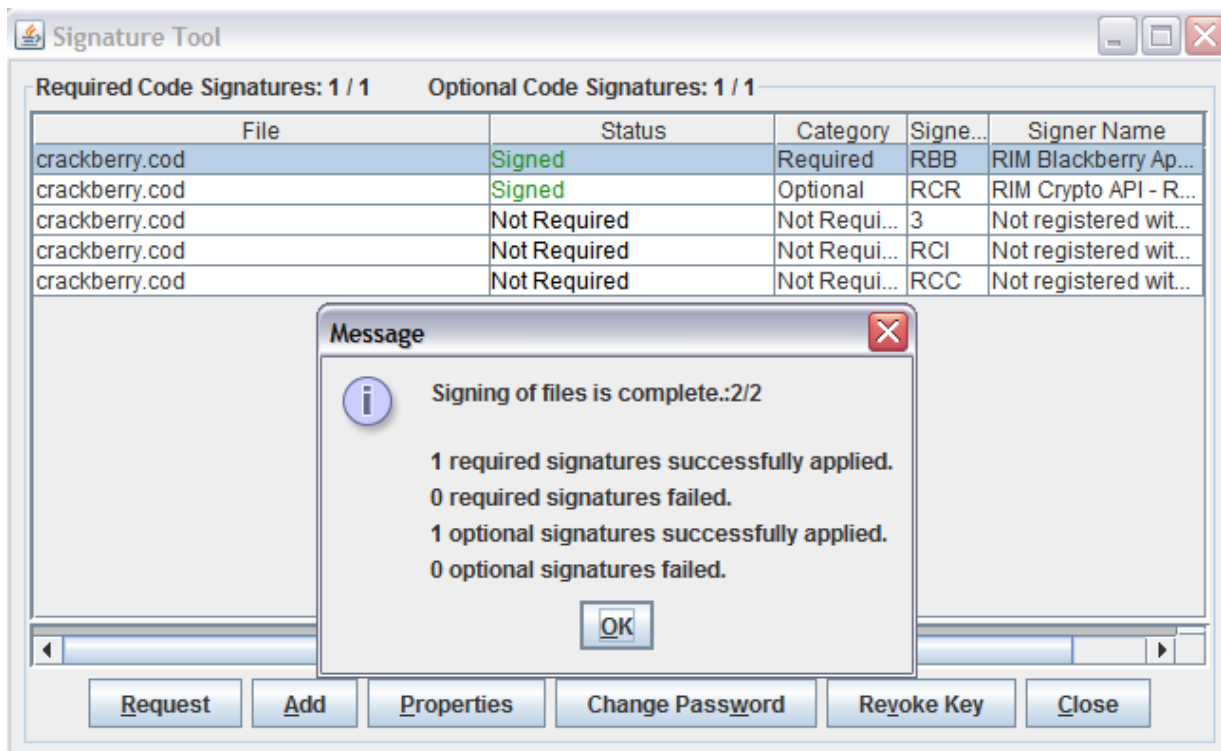 Signature Tool
Required Code Signatures: 1 / 1 Optional Code Signatures: 1 / 1
File Status Category Signe... Signer Name
crackberry.cod Signed Required RBB RIM Blackberry Ap...
crackberry.cod Signed Optional RCR RIM Crypto API - R...
crackberry.cod Not Required Not Requi... 3 Not registered wit...
crackberry.cod Not Required Not Requi... RCI Not registered wit...
crackberry.cod Not Required Not Requi... RCC Not registered wit...
Message
Signing of files is complete.:2/2
1 required signatures successfully applied.
0 required signatures failed.
1 optional signatures successfully applied.
0 optional signatures failed.
OK
Request Add Properties Change Password Revoke Key Close